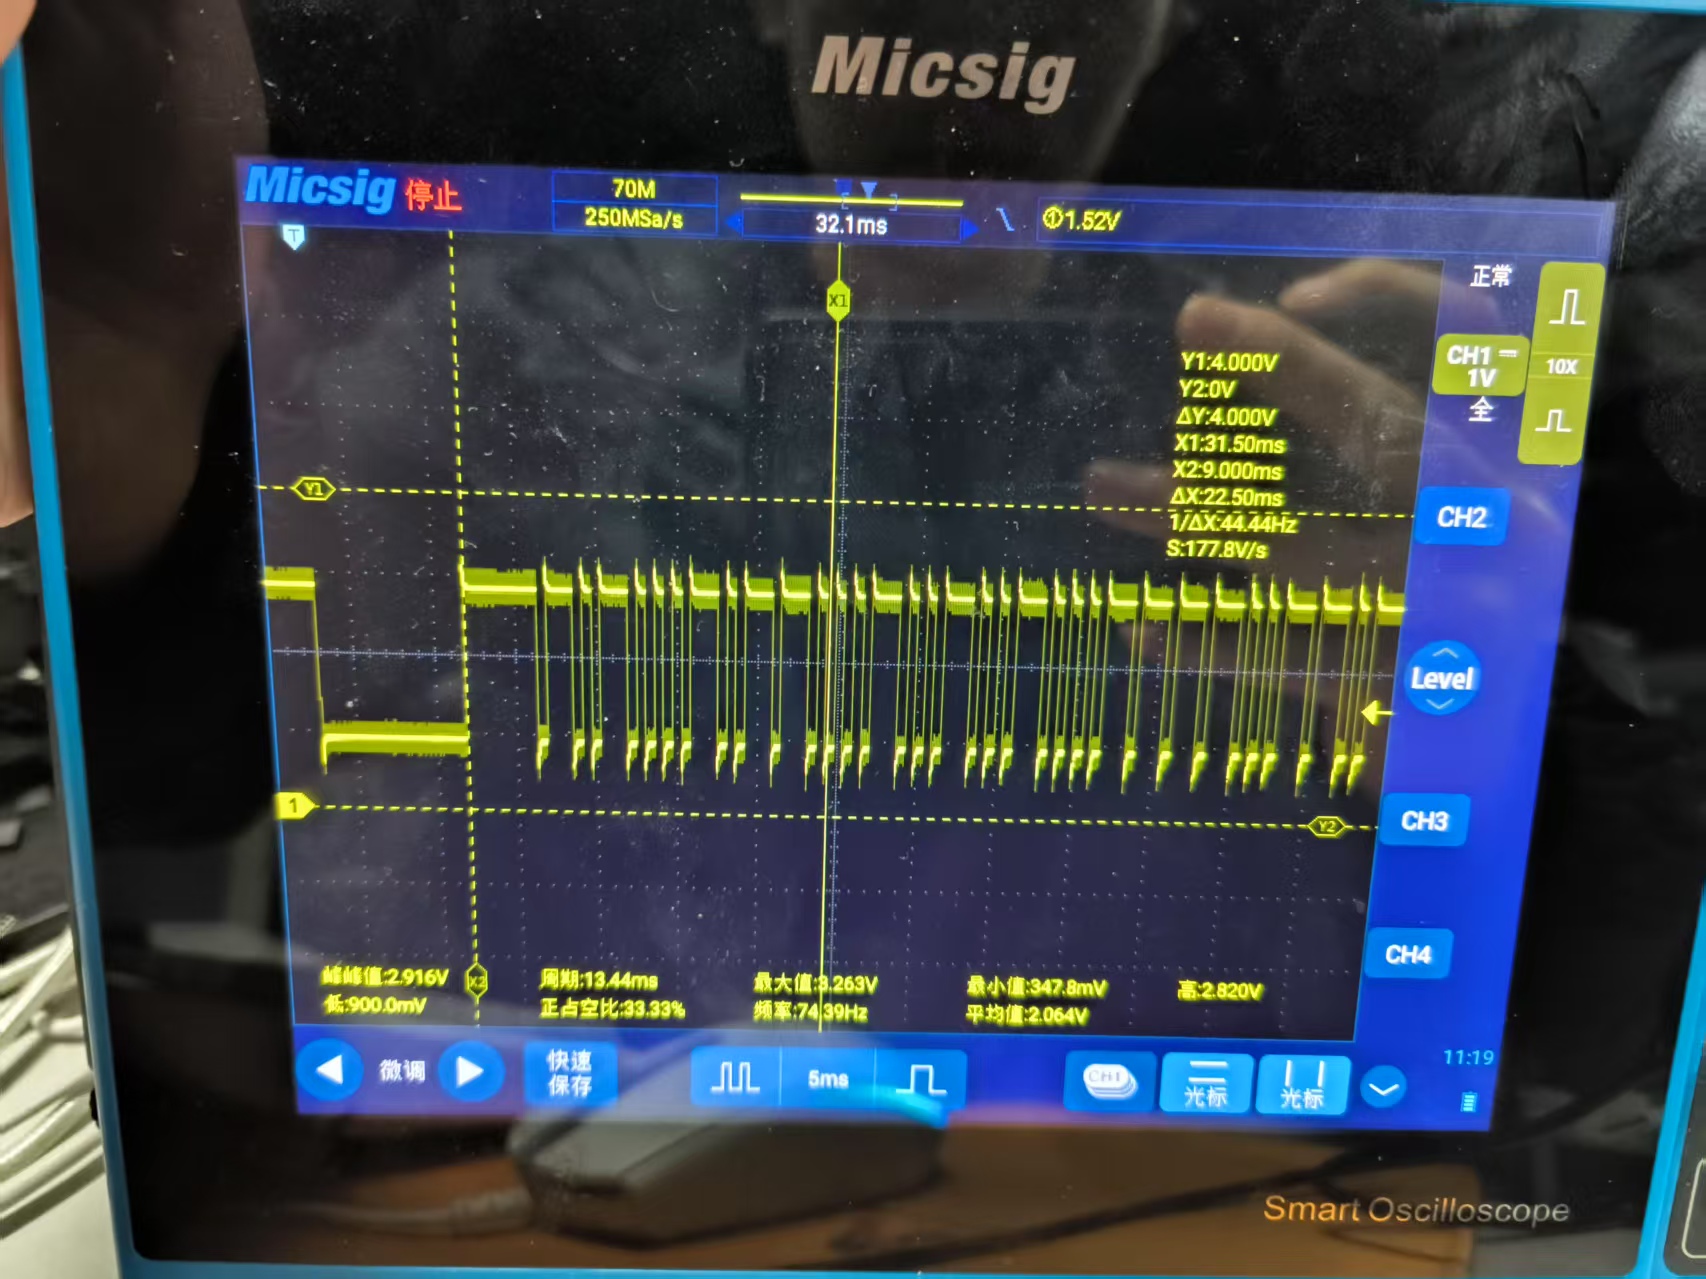 Micsig
Micsig 停止
70M
250MSa/s
32.1ms
1.52V
T
X1
正常
CH1
1V
全
10X
Y1:4.000V
Y2:0V
ΔY:4.000V
X1:31.50ms
X2:9.000ms
ΔX:22.50ms
1/ΔX:44.44Hz
S:177.8V/s
Y1
CH2
Level
1
Y2
CH3
CH4
X2
峰峰值:2.916V 周期:13.44ms 最大值:3.263V 最小值:347.8mV 高:2.820V
低:900.0mV 正占空比:33.33% 频率:74.39Hz 平均值:2.064V
微调
快速
保存
5ms
CH1
光标
光标
11:19
Smart Oscilloscope